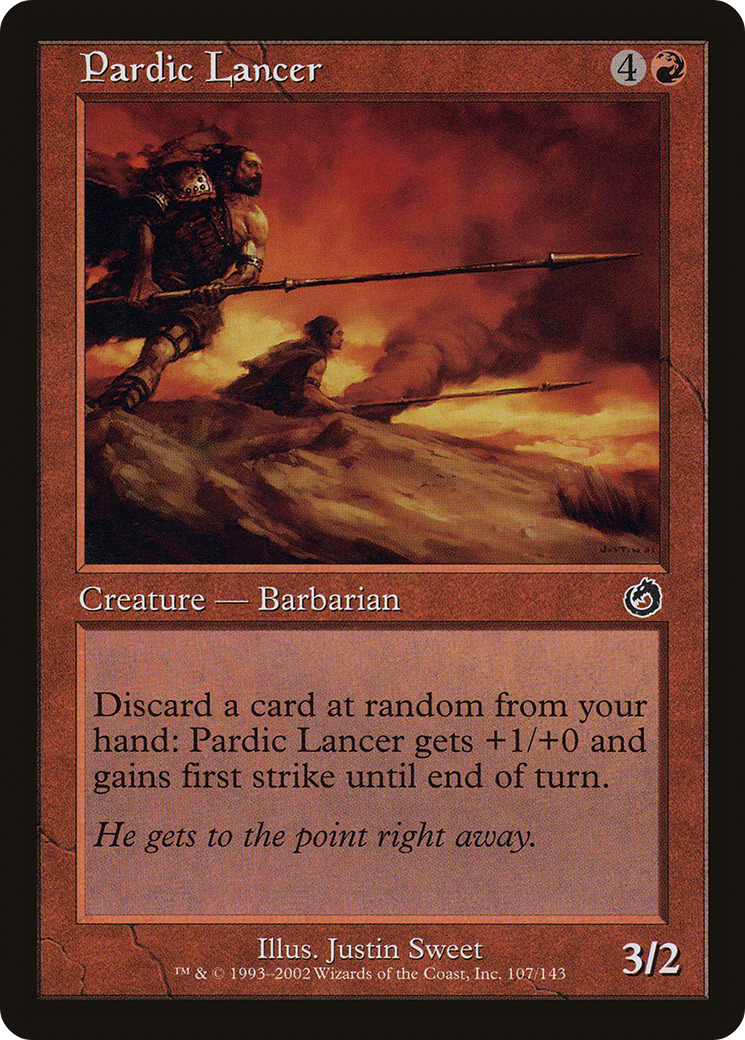 Pardic Lancer 4
JUSTIN 01
Creature — Barbarian
Discard a card at random from your
hand: Pardic Lancer gets +1/+0 and
gains first strike until end of turn.
He gets to the point right away.
Illus. Justin Sweet
™ & © 1993–2002 Wizards of the Coast, Inc. 107/143
3/2